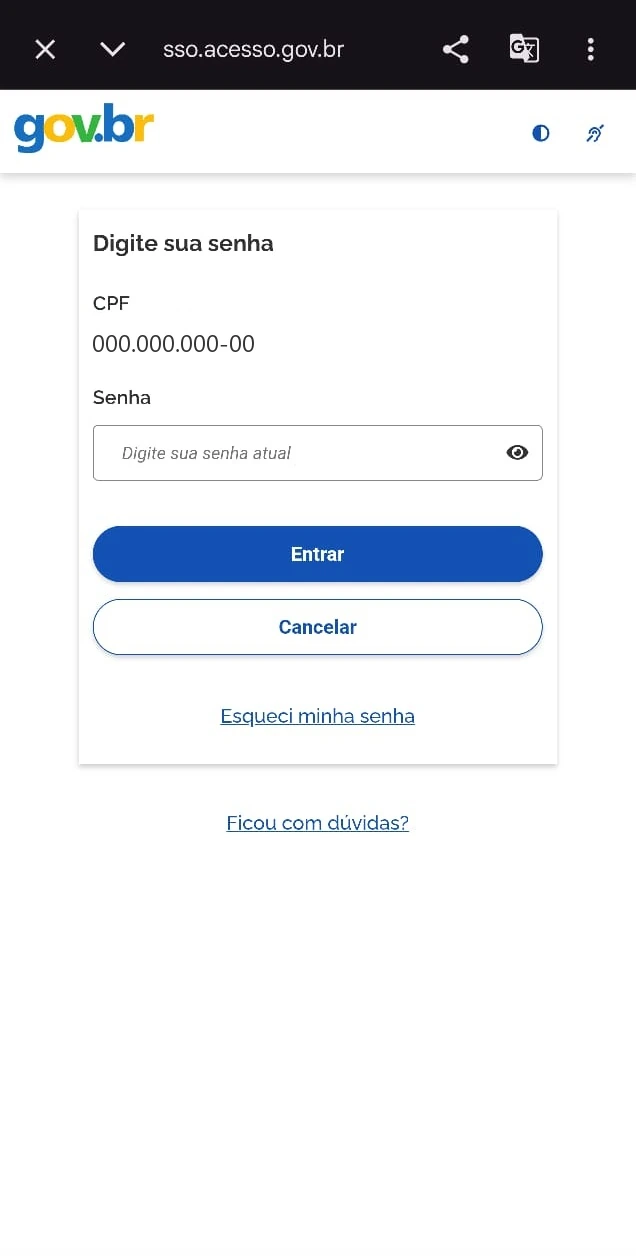 sso.acesso.gov.br
gov.br
Digite sua senha
CPF
000.000.000-00
Senha
Digite sua senha atual
Entrar
Cancelar
Esqueci minha senha
Ficou com dúvidas?